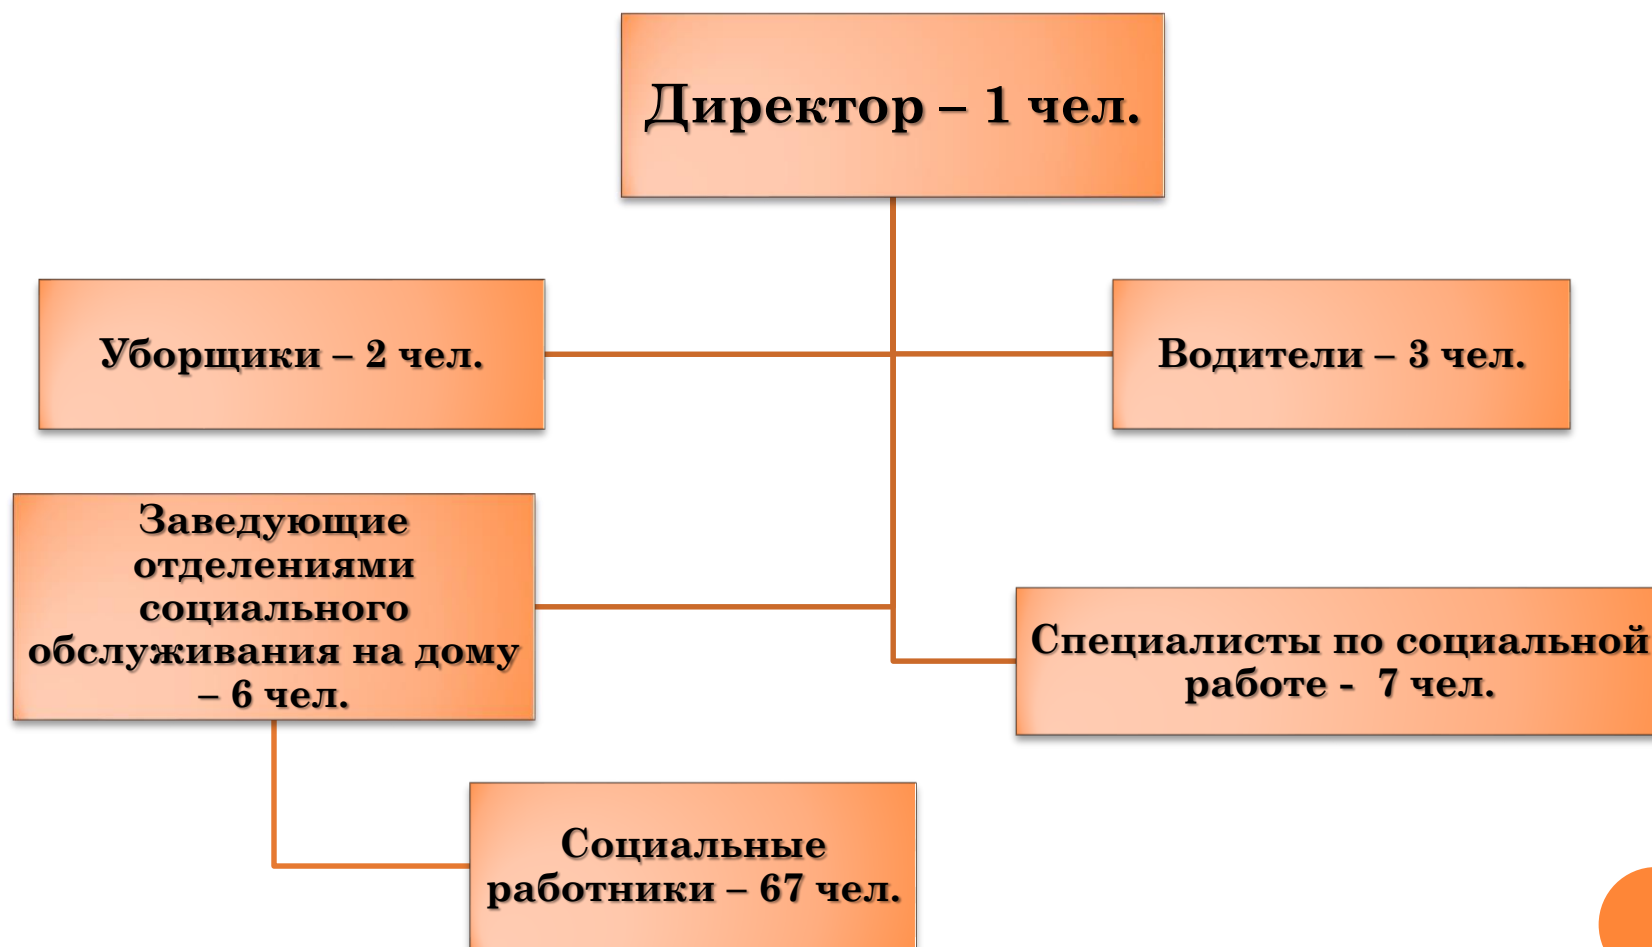 Директор – 1 чел.
Уборщики – 2 чел.
Водители – 3 чел.
Заведующие
отделениями
социального
обслуживания на дому
– 6 чел.
Специалисты по социальной
работе -  7 чел.
Социальные
работники – 67 чел.